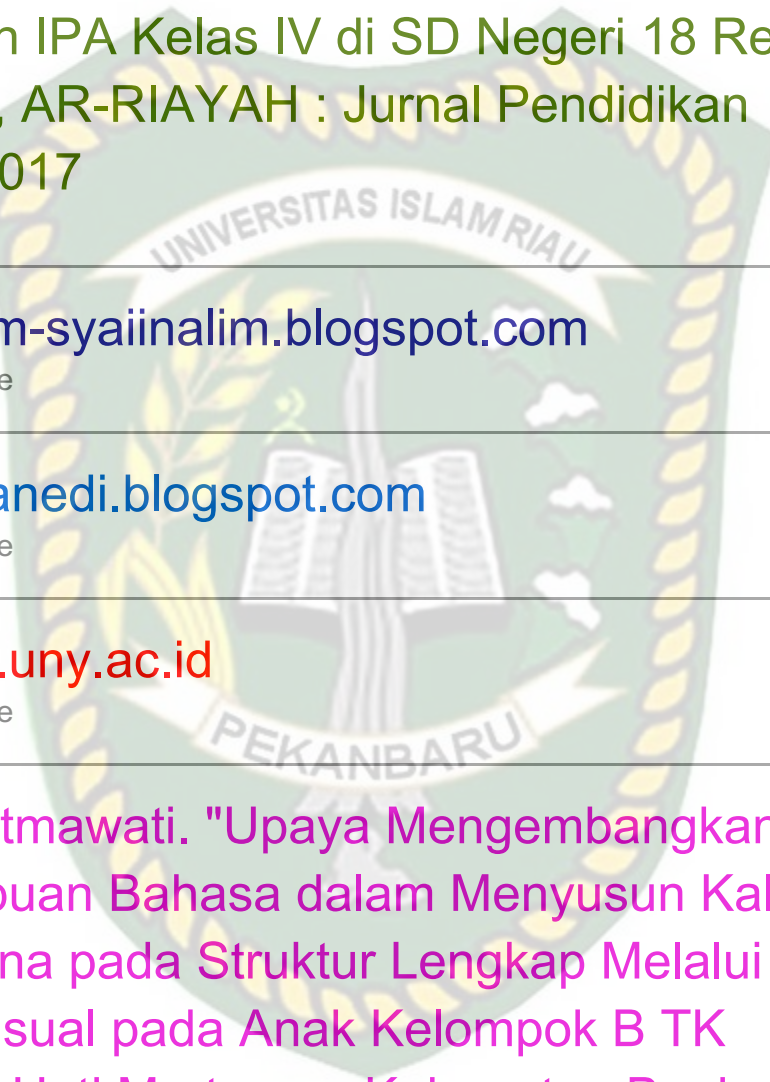 IPA Kelas IV di SD Negeri 18
, AR-RIAYAH : Jurnal Pendidikan
017
UNIVERSITAS ISLAM RIAU
m-syaiinalim.blogspot.com
e
anedi.blogspot.com
e
.uny.ac.id
e
PEKANBARU
tmawati. "Upaya Mengembangkan
puan Bahasa dalam Menyusun
na pada Struktur Lengkap Melalui
sual pada Anak Kelompok B TK